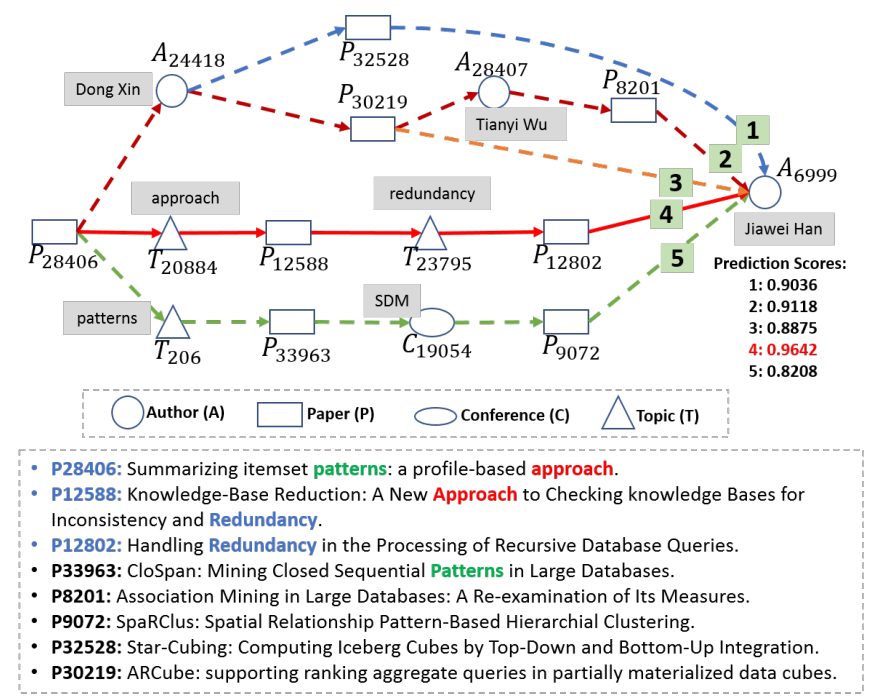 A24418
P32528
A28407
Dong Xin
P30219
P8201
Tianyi Wu
1
2
A6999
3
approach
redundancy
4
Jiawei Han
P28406
T20884
P12588
T23795
P12802
5
Prediction Scores:
1: 0.9036
2: 0.9118
3: 0.8875
4: 0.9642
5: 0.8208
patterns
SDM
T206
P33963
C19054
P9072
Author (A)
Paper (P)
Conference (C)
Topic (T)
• P28406: Summarizing itemset patterns: a profile-based approach.
• P12588: Knowledge-Base Reduction: A New Approach to Checking knowledge Bases for
Inconsistency and Redundancy.
• P12802: Handling Redundancy in the Processing of Recursive Database Queries.
• P33963: CloSpan: Mining Closed Sequential Patterns in Large Databases.
• P8201: Association Mining in Large Databases: A Re-examination of Its Measures.
• P9072: SpaRClus: Spatial Relationship Pattern-Based Hierarchial Clustering.
• P32528: Star-Cubing: Computing Iceberg Cubes by Top-Down and Bottom-Up Integration.
• P30219: ARCube: supporting ranking aggregate queries in partially materialized data cubes.